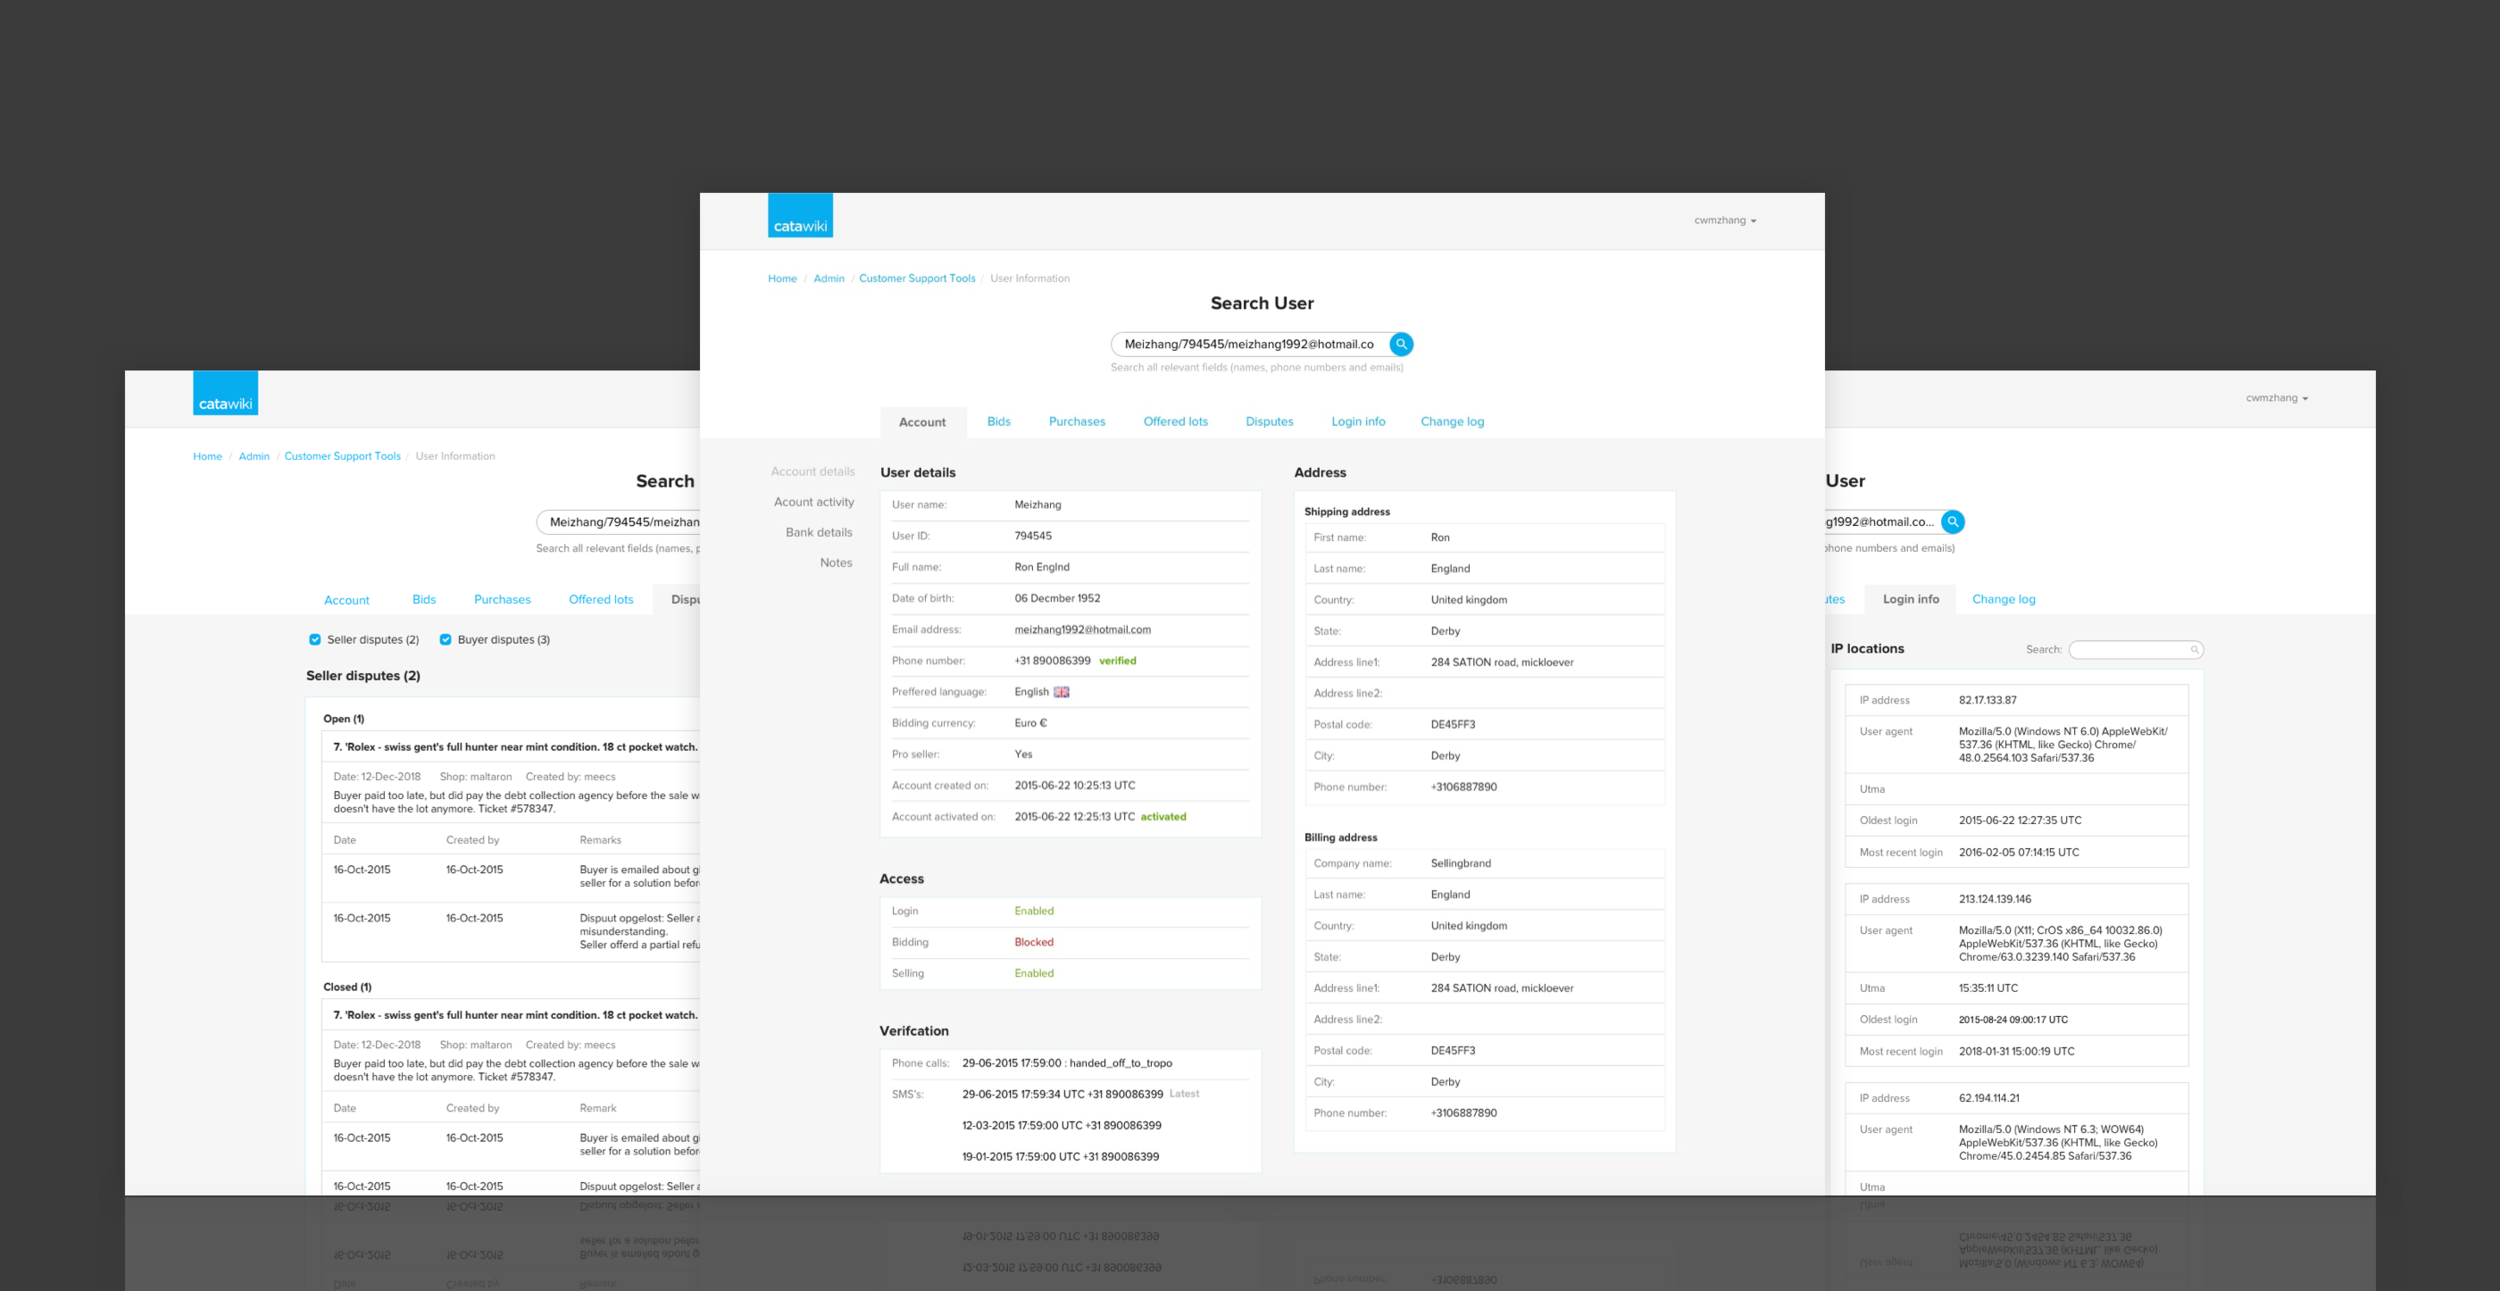 catawiki
cwmzhang
Home / Admin / Customer Support Tools / User Information
Search User
Meizhang/794545/meizhang1992@hotmail.co
Search all relevant fields (names, phone numbers and emails)
Account Bids Purchases Offered lots Disputes Login info Change log
Account details
Acount activity
Bank details
Notes
User details
User name: Meizhang
User ID: 794545
Full name: Ron Englnd
Date of birth: 06 Decmber 1952
Email address: meizhang1992@hotmail.com
Phone number: +31 890086399 verified
Preffered language: English
Bidding currency: Euro €
Pro seller: Yes
Account created on: 2015-06-22 10:25:13 UTC
Account activated on: 2015-06-22 12:25:13 UTC activated
Access
Login Enabled
Bidding Blocked
Selling Enabled
Verifcation
Phone calls: 29-06-2015 17:59:00 : handed_off_to_tropo
SMS's: 29-06-2015 17:59:34 UTC +31 890086399 Latest
12-03-2015 17:59:00 UTC +31 890086399
19-01-2015 17:59:00 UTC +31 890086399
Address
Shipping address
First name: Ron
Last name: England
Country: United kingdom
State: Derby
Address line1: 284 SATION road, mickloever
Address line2:
Postal code: DE45FF3
City: Derby
Phone number: +3106887890
Billing address
Company name: Sellingbrand
Last name: England
Country: United kingdom
State: Derby
Address line1: 284 SATION road, mickloever
Address line2:
Postal code: DE45FF3
City: Derby
Phone number: +3106887890
catawiki
Home / Admin / Customer Support Tools / User Information
Search
Meizhang/794545/meizhan
Search all relevant fields (names,
Account Bids Purchases Offered lots Dispu
Seller disputes (2) Buyer disputes (3)
Seller disputes (2)
Open (1)
7. 'Rolex - swiss gent's full hunter near mint condition. 18 ct pocket watch.
Date: 12-Dec-2018 Shop: maltaron Created by: meecs
Buyer paid too late, but did pay the debt collection agency before the sale w
doesn't have the lot anymore. Ticket #578347.
Date Created by Remarks
16-Oct-2015 16-Oct-2015 Buyer is emailed about gi
seller for a solution befor
16-Oct-2015 16-Oct-2015 Dispuut opgelost: Seller a
misunderstanding.
Seller offerd a partial refu
Closed (1)
7. 'Rolex - swiss gent's full hunter near mint condition. 18 ct pocket watch.
Date: 12-Dec-2018 Shop: maltaron Created by: meecs
Buyer paid too late, but did pay the debt collection agency before the sale w
doesn't have the lot anymore. Ticket #578347.
Date Created by Remark
16-Oct-2015 16-Oct-2015 Buyer is emailed about gi
seller for a solution befor
16-Oct-2015 16-Oct-2015 Dispuut opgelost: Seller a
cwmzhang
User
g1992@hotmail.co...
phone numbers and emails)
utes Login info Change log
IP locations Search:
IP address 82.17.133.87
User agent Mozilla/5.0 (Windows NT 6.0) AppleWebKit/
537.36 (KHTML, like Gecko) Chrome/
48.0.2564.103 Safari/537.36
Utma
Oldest login 2015-06-22 12:27:35 UTC
Most recent login 2016-02-05 07:14:15 UTC
IP address 213.124.139.146
User agent Mozilla/5.0 (X11; CrOS x86_64 10032.86.0)
AppleWebKit/537.36 (KHTML, like Gecko)
Chrome/63.0.3239.140 Safari/537.36
Utma 15:35:11 UTC
Oldest login 2015-08-24 09:00:17 UTC
Most recent login 2018-01-31 15:00:19 UTC
IP address 62.194.114.21
User agent Mozilla/5.0 (Windows NT 6.3; WOW64)
AppleWebKit/537.36 (KHTML, like Gecko)
Chrome/45.0.2454.85 Safari/537.36
Utma